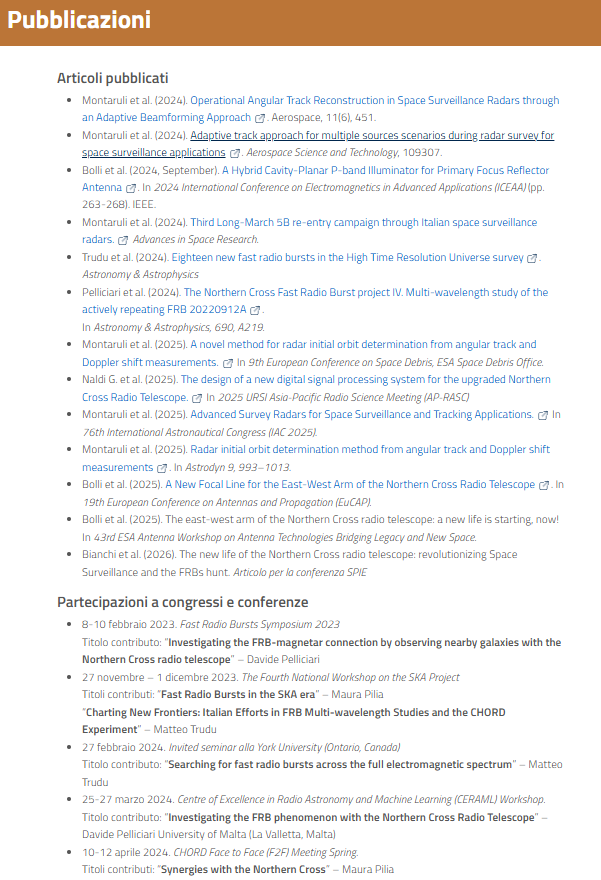 Pubblicazioni
Articoli pubblicati
Montaruli et al. (2024). Operational Angular Track Reconstruction in Space Surveillance Radars through
an Adaptive Beamforming Approach. Aerospace, 11(6), 451.
Montaruli et al. (2024). Adaptive track approach for multiple sources scenarios during radar survey for
space surveillance applications. Aerospace Science and Technology, 109307.
Bolli et al. (2024, September). A Hybrid Cavity-Planar P-band Illuminator for Primary Focus Reflector
Antenna. In 2024 International Conference on Electromagnetics in Advanced Applications (ICEAA) (pp.
263-268). IEEE.
Montaruli et al. (2024). Third Long-March 5B re-entry campaign through Italian space surveillance
radars. Advances in Space Research.
Trudu et al. (2024). Eighteen new fast radio bursts in the High Time Resolution Universe survey.
Astronomy & Astrophysics
Pelliciari et al. (2024). The Northern Cross Fast Radio Burst project IV. Multi-wavelength study of the
actively repeating FRB 20220912A.
In Astronomy & Astrophysics, 690, A219.
Montaruli et al. (2025). A novel method for radar initial orbit determination from angular track and
Doppler shift measurements. In 9th European Conference on Space Debris, ESA Space Debris Office.
Naldi G. et al. (2025). The design of a new digital signal processing system for the upgraded Northern
Cross Radio Telescope. In 2025 URSI Asia-Pacific Radio Science Meeting (AP-RASC)
Montaruli et al. (2025). Advanced Survey Radars for Space Surveillance and Tracking Applications. In
76th International Astronautical Congress (IAC 2025).
Montaruli et al. (2025). Radar initial orbit determination method from angular track and Doppler shift
measurements. In Astrodyn 9, 993–1013.
Bolli et al. (2025). A New Focal Line for the East-West Arm of the Northern Cross Radio Telescope. In
19th European Conference on Antennas and Propagation (EuCAP).
Bolli et al. (2025). The east-west arm of the Northern Cross radio telescope: a new life is starting, now!
In 43rd ESA Antenna Workshop on Antenna Technologies Bridging Legacy and New Space.
Bianchi et al. (2026). The new life of the Northern Cross radio telescope: revolutionizing Space
Surveillance and the FRBs hunt. Articolo per la conferenza SPIE
Partecipazioni a congressi e conferenze
8-10 febbraio 2023. Fast Radio Bursts Symposium 2023
Titolo contributo: “Investigating the FRB-magnetar connection by observing nearby galaxies with the
Northern Cross radio telescope” – Davide Pelliciari
27 novembre – 1 dicembre 2023. The Fourth National Workshop on the SKA Project
Titoli contributi: “Fast Radio Bursts in the SKA era” – Maura Pilia
“Charting New Frontiers: Italian Efforts in FRB Multi-wavelength Studies and the CHORD
Experiment” – Matteo Trudu
27 febbraio 2024. Invited seminar alla York University (Ontario, Canada)
Titolo contributo: “Searching for fast radio bursts across the full electromagnetic spectrum” – Matteo
Trudu
25-27 marzo 2024. Centre of Excellence in Radio Astronomy and Machine Learning (CERAML) Workshop.
Titolo contributo: “Investigating the FRB phenomenon with the Northern Cross Radio Telescope” –
Davide Pelliciari University of Malta (La Valletta, Malta)
10-12 aprile 2024. CHORD Face to Face (F2F) Meeting Spring.
Titoli contributi: “Synergies with the Northern Cross” – Maura Pilia